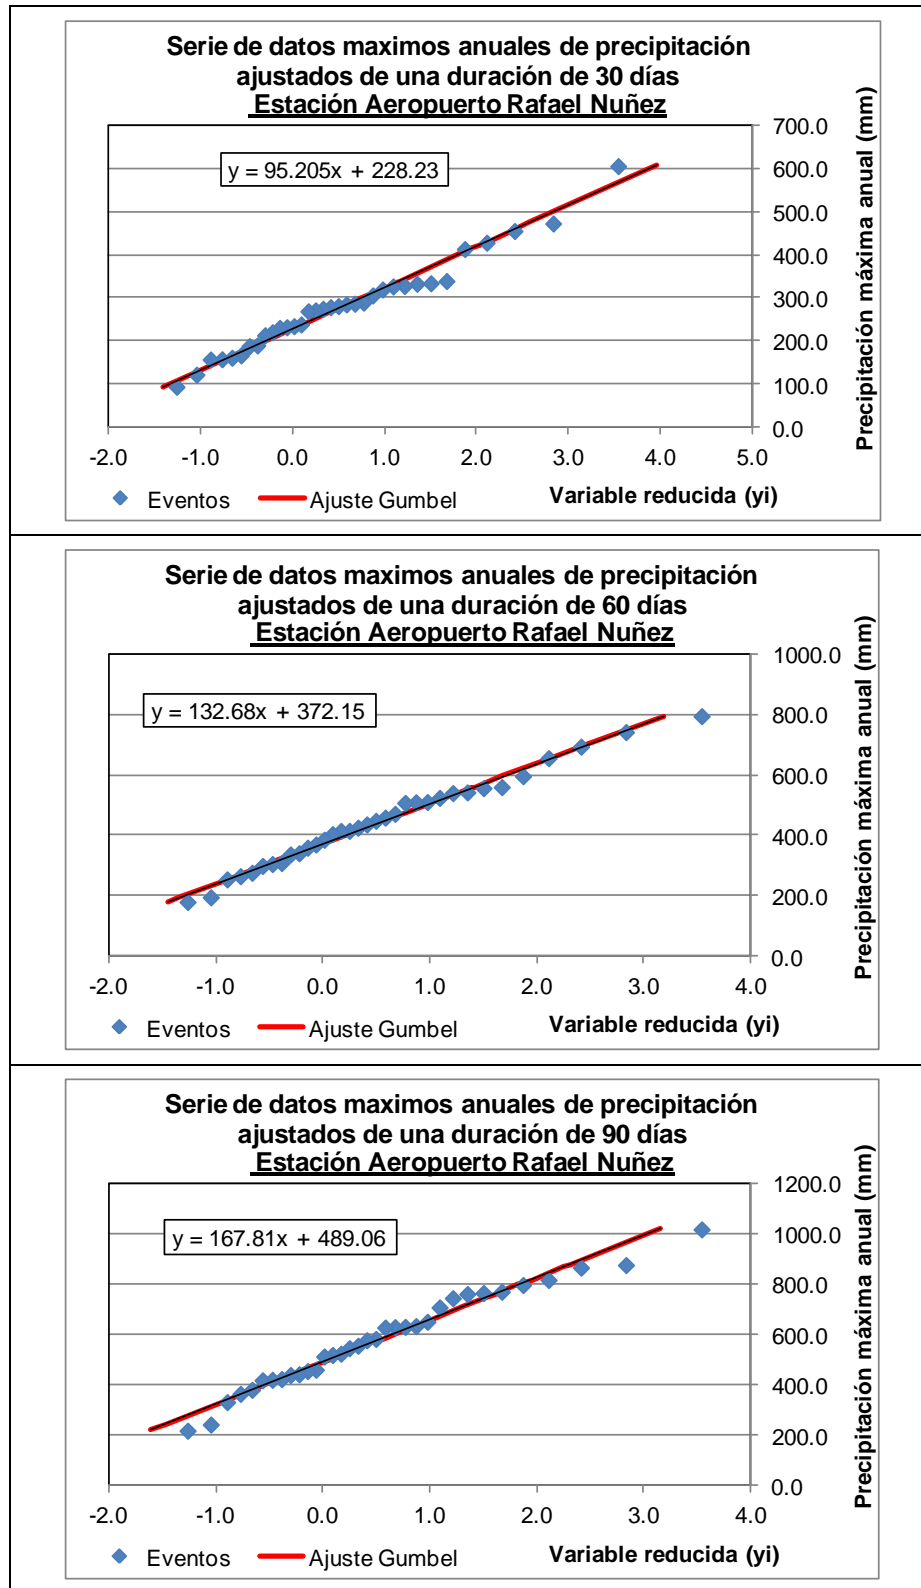 Serie de datos maximos anuales de precipitación
ajustados de una duración de 30 días
Estación Aeropuerto Rafael Nuñez
y = 95.205x + 228.23
700.0
600.0
500.0
400.0
300.0
200.0
100.0
0.0
Precipitación máxima anual (mm)
-2.0 -1.0 0.0 1.0 2.0 3.0 4.0 5.0
Eventos Ajuste Gumbel Variable reducida (yi)
Serie de datos maximos anuales de precipitación
ajustados de una duración de 60 días
Estación Aeropuerto Rafael Nuñez
y = 132.68x + 372.15
1000.0
800.0
600.0
400.0
200.0
0.0
Precipitación máxima anual (mm)
-2.0 -1.0 0.0 1.0 2.0 3.0 4.0
Eventos Ajuste Gumbel Variable reducida (yi)
Serie de datos maximos anuales de precipitación
ajustados de una duración de 90 días
Estación Aeropuerto Rafael Nuñez
y = 167.81x + 489.06
1200.0
1000.0
800.0
600.0
400.0
200.0
0.0
Precipitación máxima anual (mm)
-2.0 -1.0 0.0 1.0 2.0 3.0 4.0
Eventos Ajuste Gumbel Variable reducida (yi)